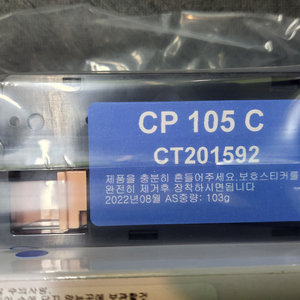 CP 105 C
CT201592
제품을 충분히 흔들어주세요.보호스티커를
완전히 제거후 장착하시면됩니다
2022년08월 AS중량: 103g